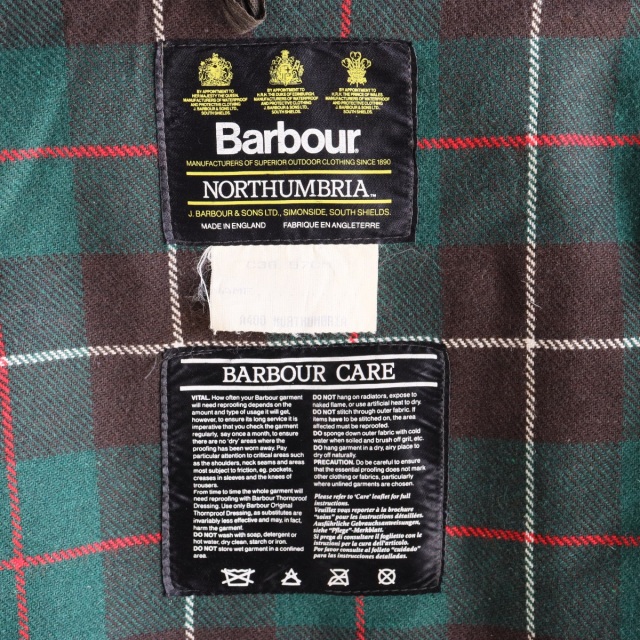 BY APPOINTMENT TO
HER MAJESTY THE QUEEN
MANUFACTURERS OF WATERPROOF
AND PROTECTIVE CLOTHING
J. BARBOUR & SONS LTD
SOUTH SHIELDS
BY APPOINTMENT TO
H.R.H. THE DUKE OF EDINBURGH
MANUFACTURERS OF WATERPROOF
AND PROTECTIVE CLOTHING
J. BARBOUR & SONS LTD
SOUTH SHIELDS
BY APPOINTMENT TO
H.R.H. THE PRINCE OF WALES
MANUFACTURERS OF WATERPROOF
AND PROTECTIVE CLOTHING
J. BARBOUR & SONS LTD
SOUTH SHIELDS
Barbour
MANUFACTURERS OF SUPERIOR OUTDOOR CLOTHING SINCE 1890
NORTHUMBRIA™
J. BARBOUR & SONS LTD., SIMONSIDE, SOUTH SHIELDS.
MADE IN ENGLAND FABRIQUE EN ANGLETERRE
BARBOUR CARE
VITAL. How often your Barbour garment
will need reproofing depends on the
amount and type of usage it will get,
however, to ensure its long service it is
imperative that you check the garment
regularly, say once a month, to ensure
there are no 'dry' areas where the
proofing has been worn away. Pay
particular attention to critical areas such
as the shoulders, neck seams and areas
most subject to friction, eg. pockets,
creases in sleeves and the knees of
trousers.
From time to time the whole garment will
need reproofing with Barbour Thornproof
Dressing. Use only Barbour Original
Thornproof Dressing, as substitutes are
invariably less effective and may, in fact,
harm the garment.
DO NOT wash with soap, detergent or
hot water, dry clean, starch or iron.
DO NOT store wet garment in a confined
area.
DO NOT hang on radiators, expose to
naked flame, or use artificial heat to dry.
DO NOT stitch through outer fabric. If
items have to be stitched on, the area
affected must be reproofed.
DO sponge down outer fabric with cold
water when soiled and brush off grit, etc.
DO hang garment in a dry, airy place to
dry off naturally.
PRECAUTION. Do be careful to ensure
that the essential proofing does not mark
other clothing or fabric, particularly
where unlined garments are chosen.
Please refer to 'Care' leaflet for full
instructions.
Veuillez vous reporter à la brochure
"soins" pour les instructions détaillées.
Ausführliche Gebrauchsanweisungen,
siehe "Pflege"-Merkblatt.
Si prega di consultare il foglietto con le
istruzioni per la cura dell'articolo.
Por favor consulte el folleto "cuidado"
para las instrucciones detalladas.